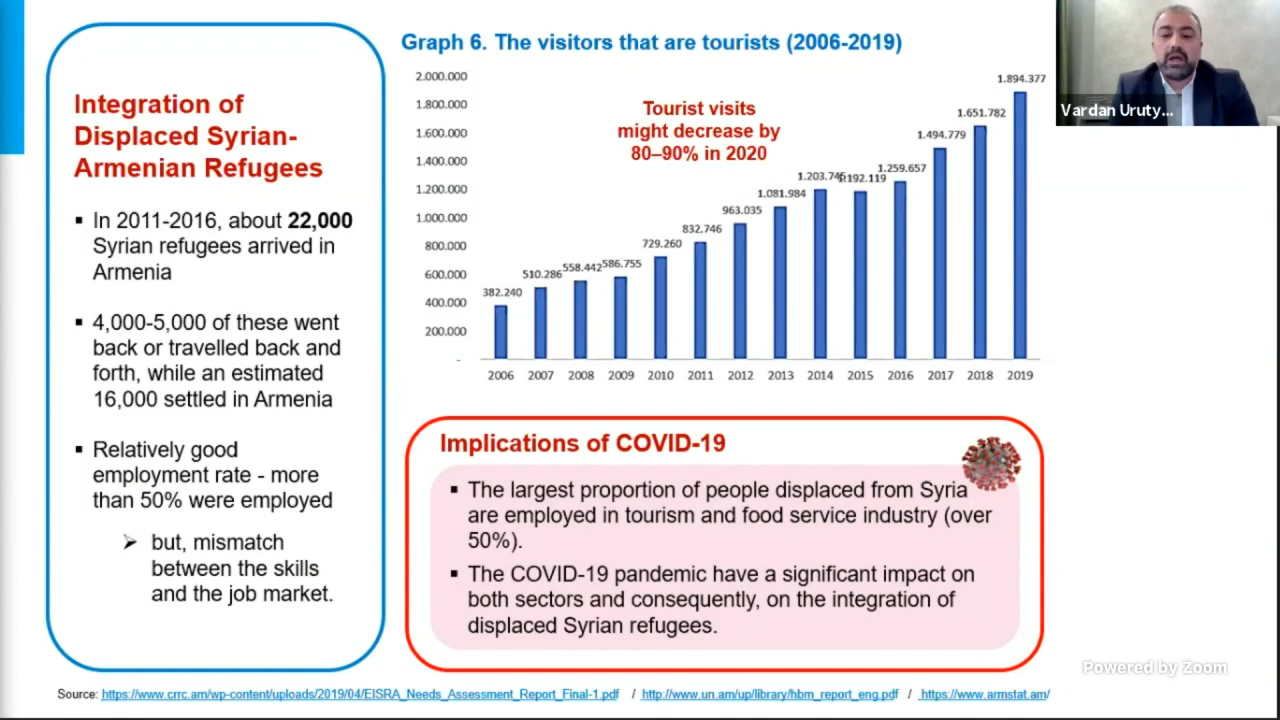 Integration of
Displaced Syrian-
Armenian Refugees
▪ In 2011-2016, about 22,000
Syrian refugees arrived in
Armenia
▪ 4,000-5,000 of these went
back or travelled back and
forth, while an estimated
16,000 settled in Armenia
▪ Relatively good
employment rate - more
than 50% were employed
➢ but, mismatch
between the skills
and the job market.
Graph 6. The visitors that are tourists (2006-2019)
Tourist visits
might decrease by
80–90% in 2020
2.000.000
1.800.000
1.600.000
1.400.000
1.200.000
1.000.000
800.000
600.000
400.000
200.000
-
382.240
510.286
558.442
586.755
729.260
832.746
963.035
1.081.984
1.203.746
1.192.119
1.259.657
1.494.779
1.651.782
1.894.377
2006 2007 2008 2009 2010 2011 2012 2013 2014 2015 2016 2017 2018 2019
Implications of COVID-19
▪ The largest proportion of people displaced from Syria
are employed in tourism and food service industry (over
50%).
▪ The COVID-19 pandemic have a significant impact on
both sectors and consequently, on the integration of
displaced Syrian refugees.
Source: https://www.crrc.am/wp-content/uploads/2019/04/EISRA_Needs_Assessment_Report_Final-1.pdf / http://www.un.am/up/library/hbm_report_eng.pdf / https://www.armstat.am/
Vardan Uruty...
Powered by Zoom